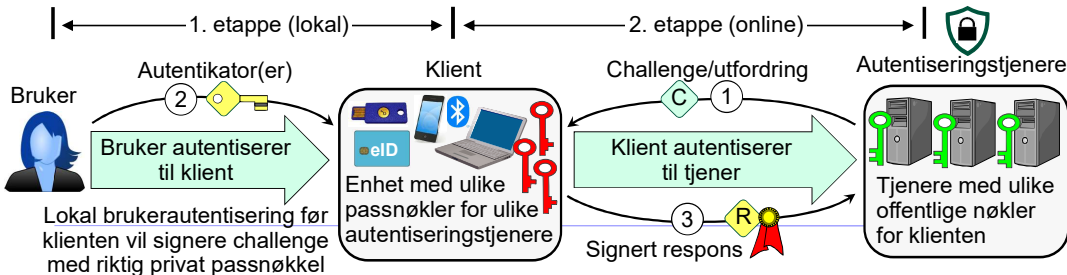 1. etappe (lokal)
2. etappe (online)
Bruker
Autentikator(er)
2
Bruker autentiserer
til klient
Lokal brukerautentisering før
klienten vil signere challenge
med riktig privat passnøkkel
Klient
eID
Enhet med ulike
passnøkler for ulike
autentiseringstjenere
Challenge/utfordring
C
1
Klient autentiserer
til tjener
3
R
Signert respons
Autentiseringstjenere
Tjenere med ulike
offentlige nøkler
for klienten